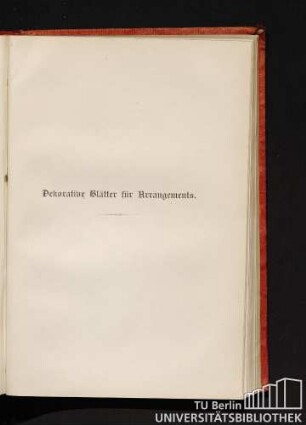 Dekorative Blätter für Arrangements.
TU Berlin
UNIVERSITÄTSBIBLIOTHEK